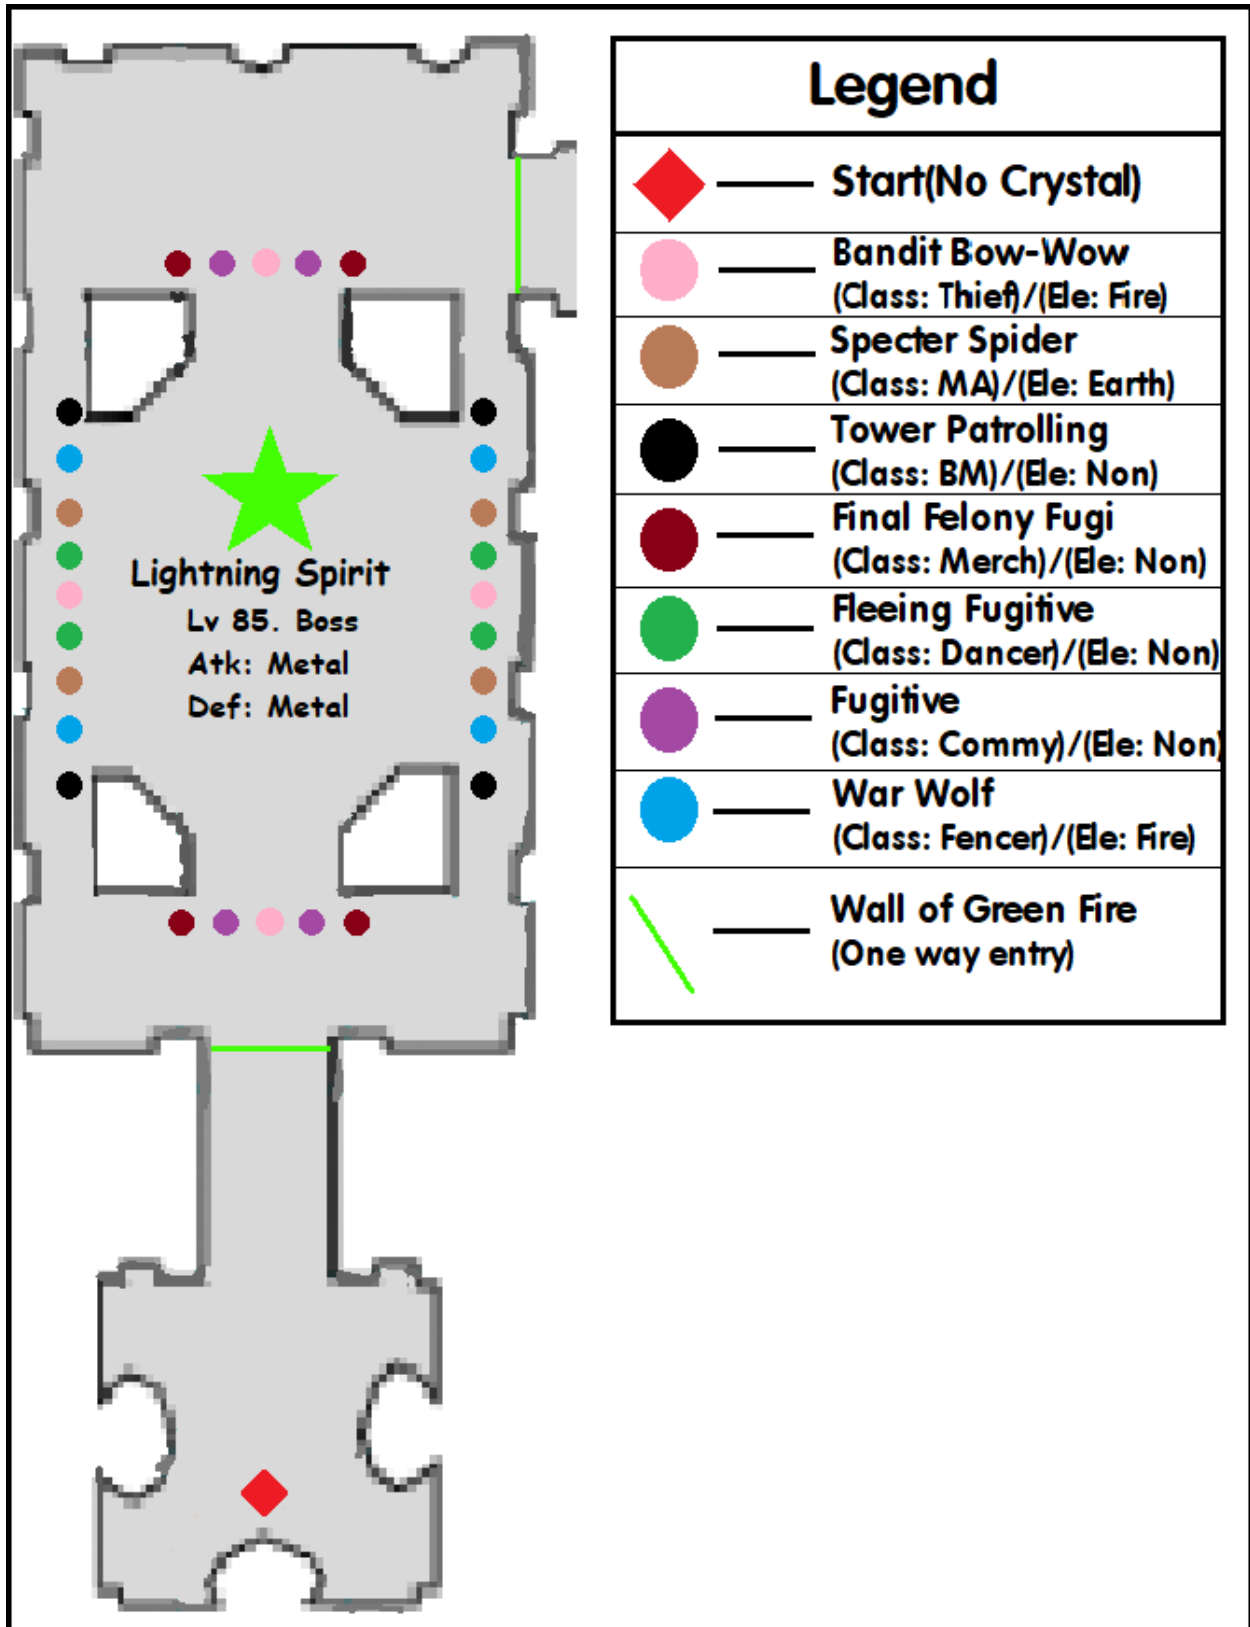 Legend
Start(No Crystal)
Bandit Bow-Wow
(Class: Thief)/(Ele: Fire)
Specter Spider
(Class: MA)/(Ele: Earth)
Tower Patrolling
(Class: BM)/(Ele: Non)
Final Felony Fugi
(Class: Merch)/(Ele: Non)
Fleeing Fugitive
(Class: Dancer)/(Ele: Non)
Fugitive
(Class: Commy)/(Ele: Non)
War Wolf
(Class: Fencer)/(Ele: Fire)
Wall of Green Fire
(One way entry)
Lightning Spirit
Lv 85. Boss
Atk: Metal
Def: Metal